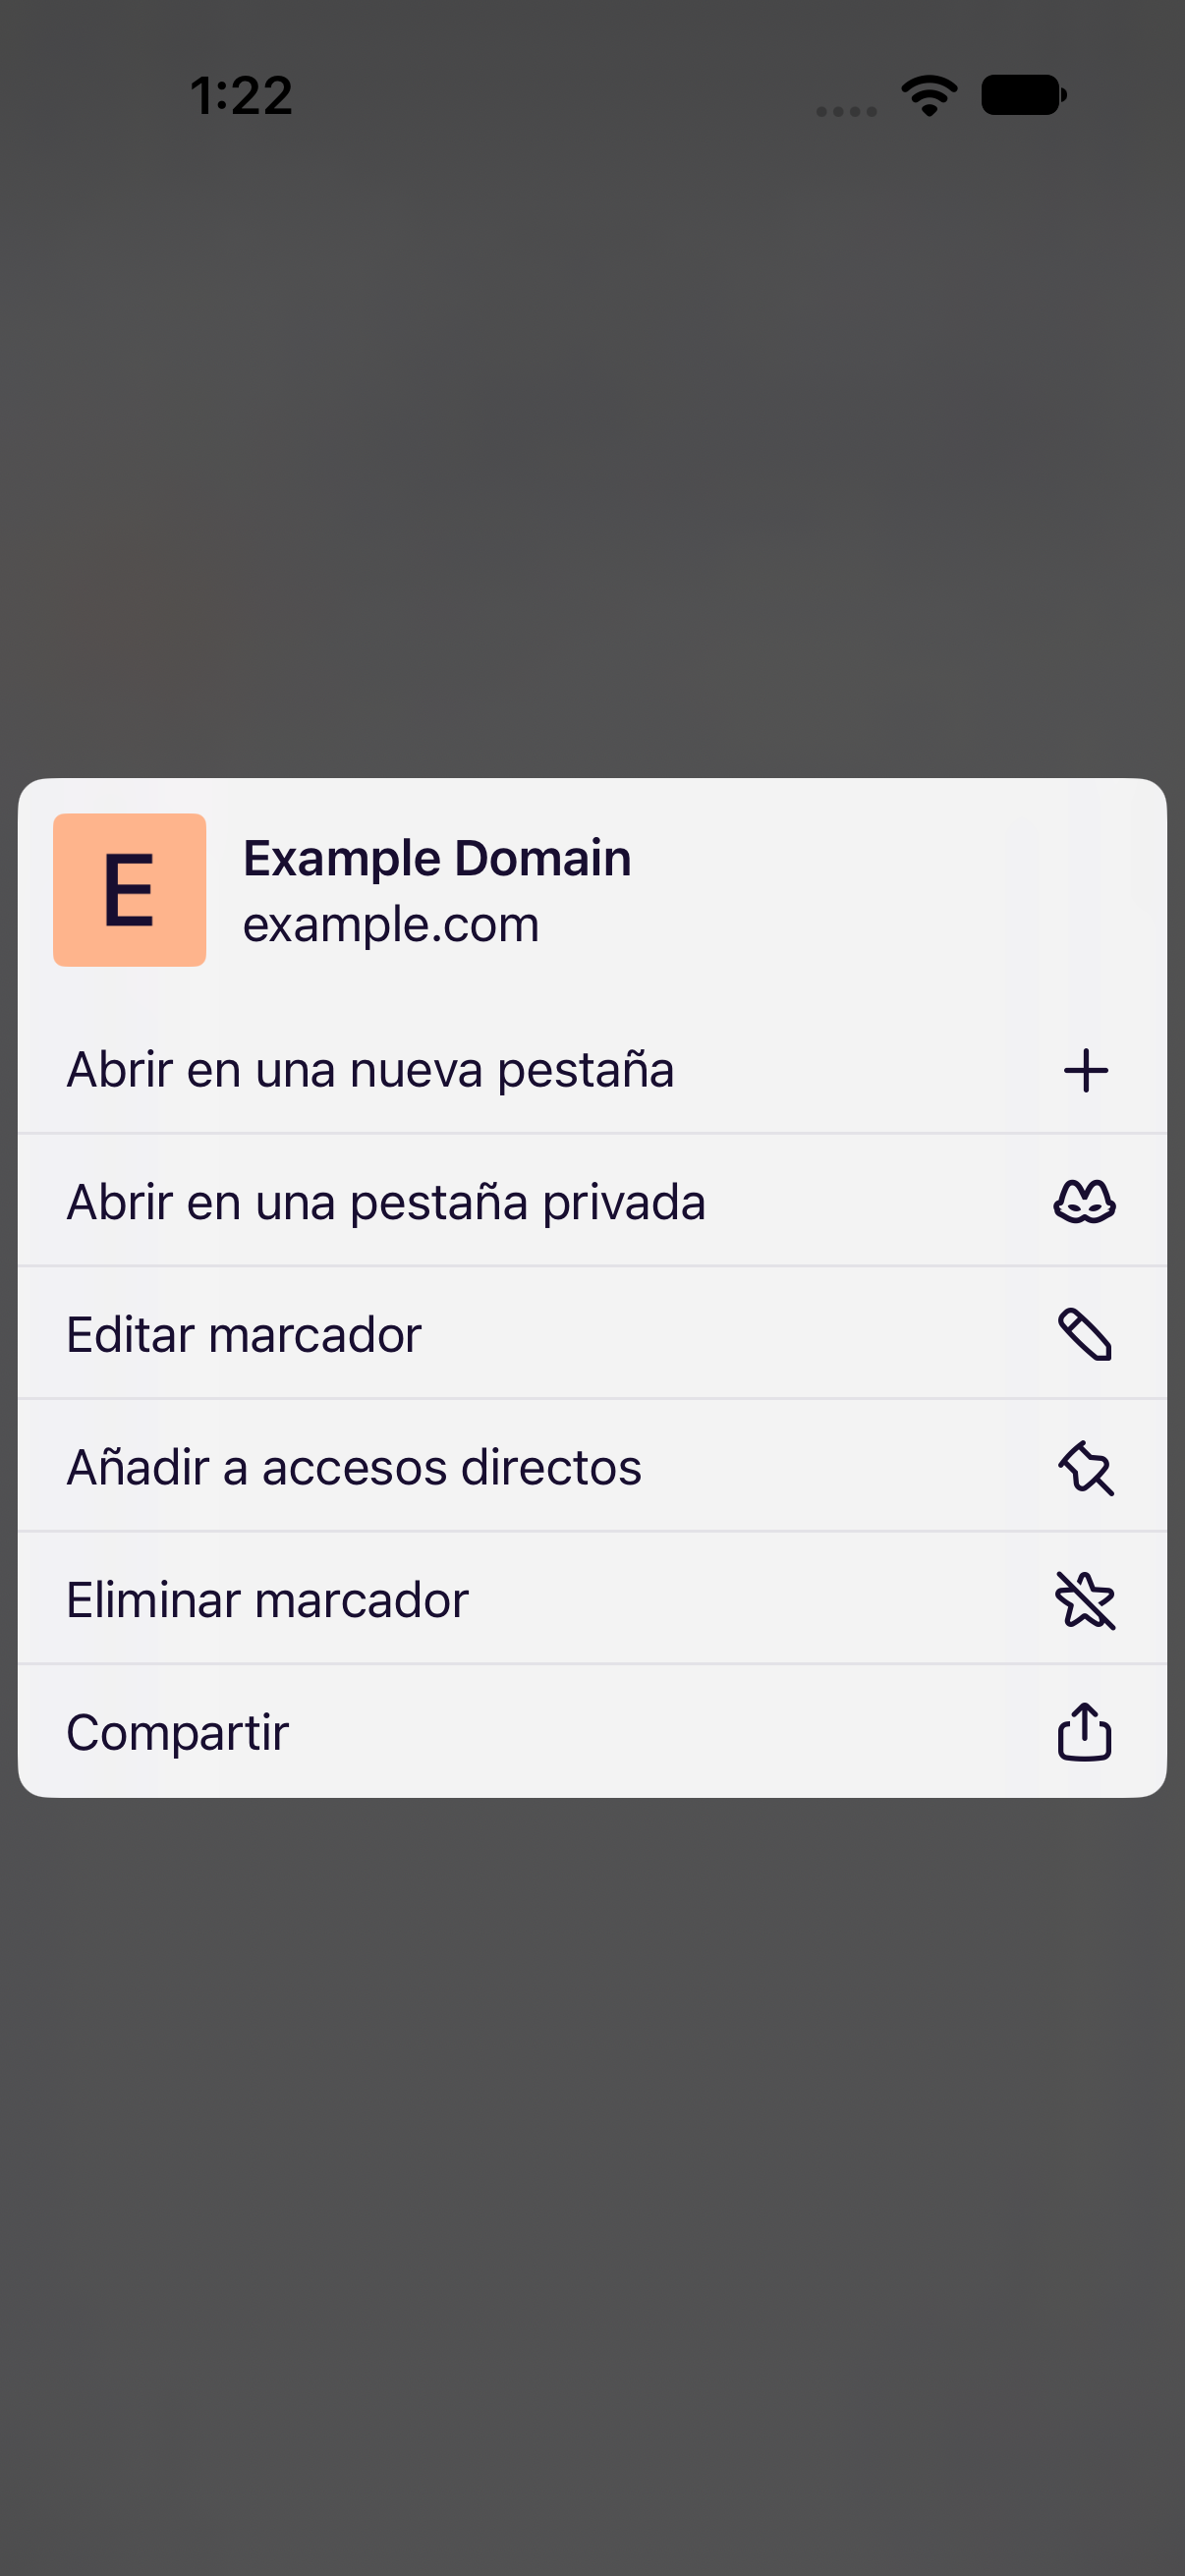 1:22
E
Example Domain
example.com
Abrir en una nueva pestaña
Abrir en una pestaña privada
Editar marcador
Añadir a accesos directos
Eliminar marcador
Compartir